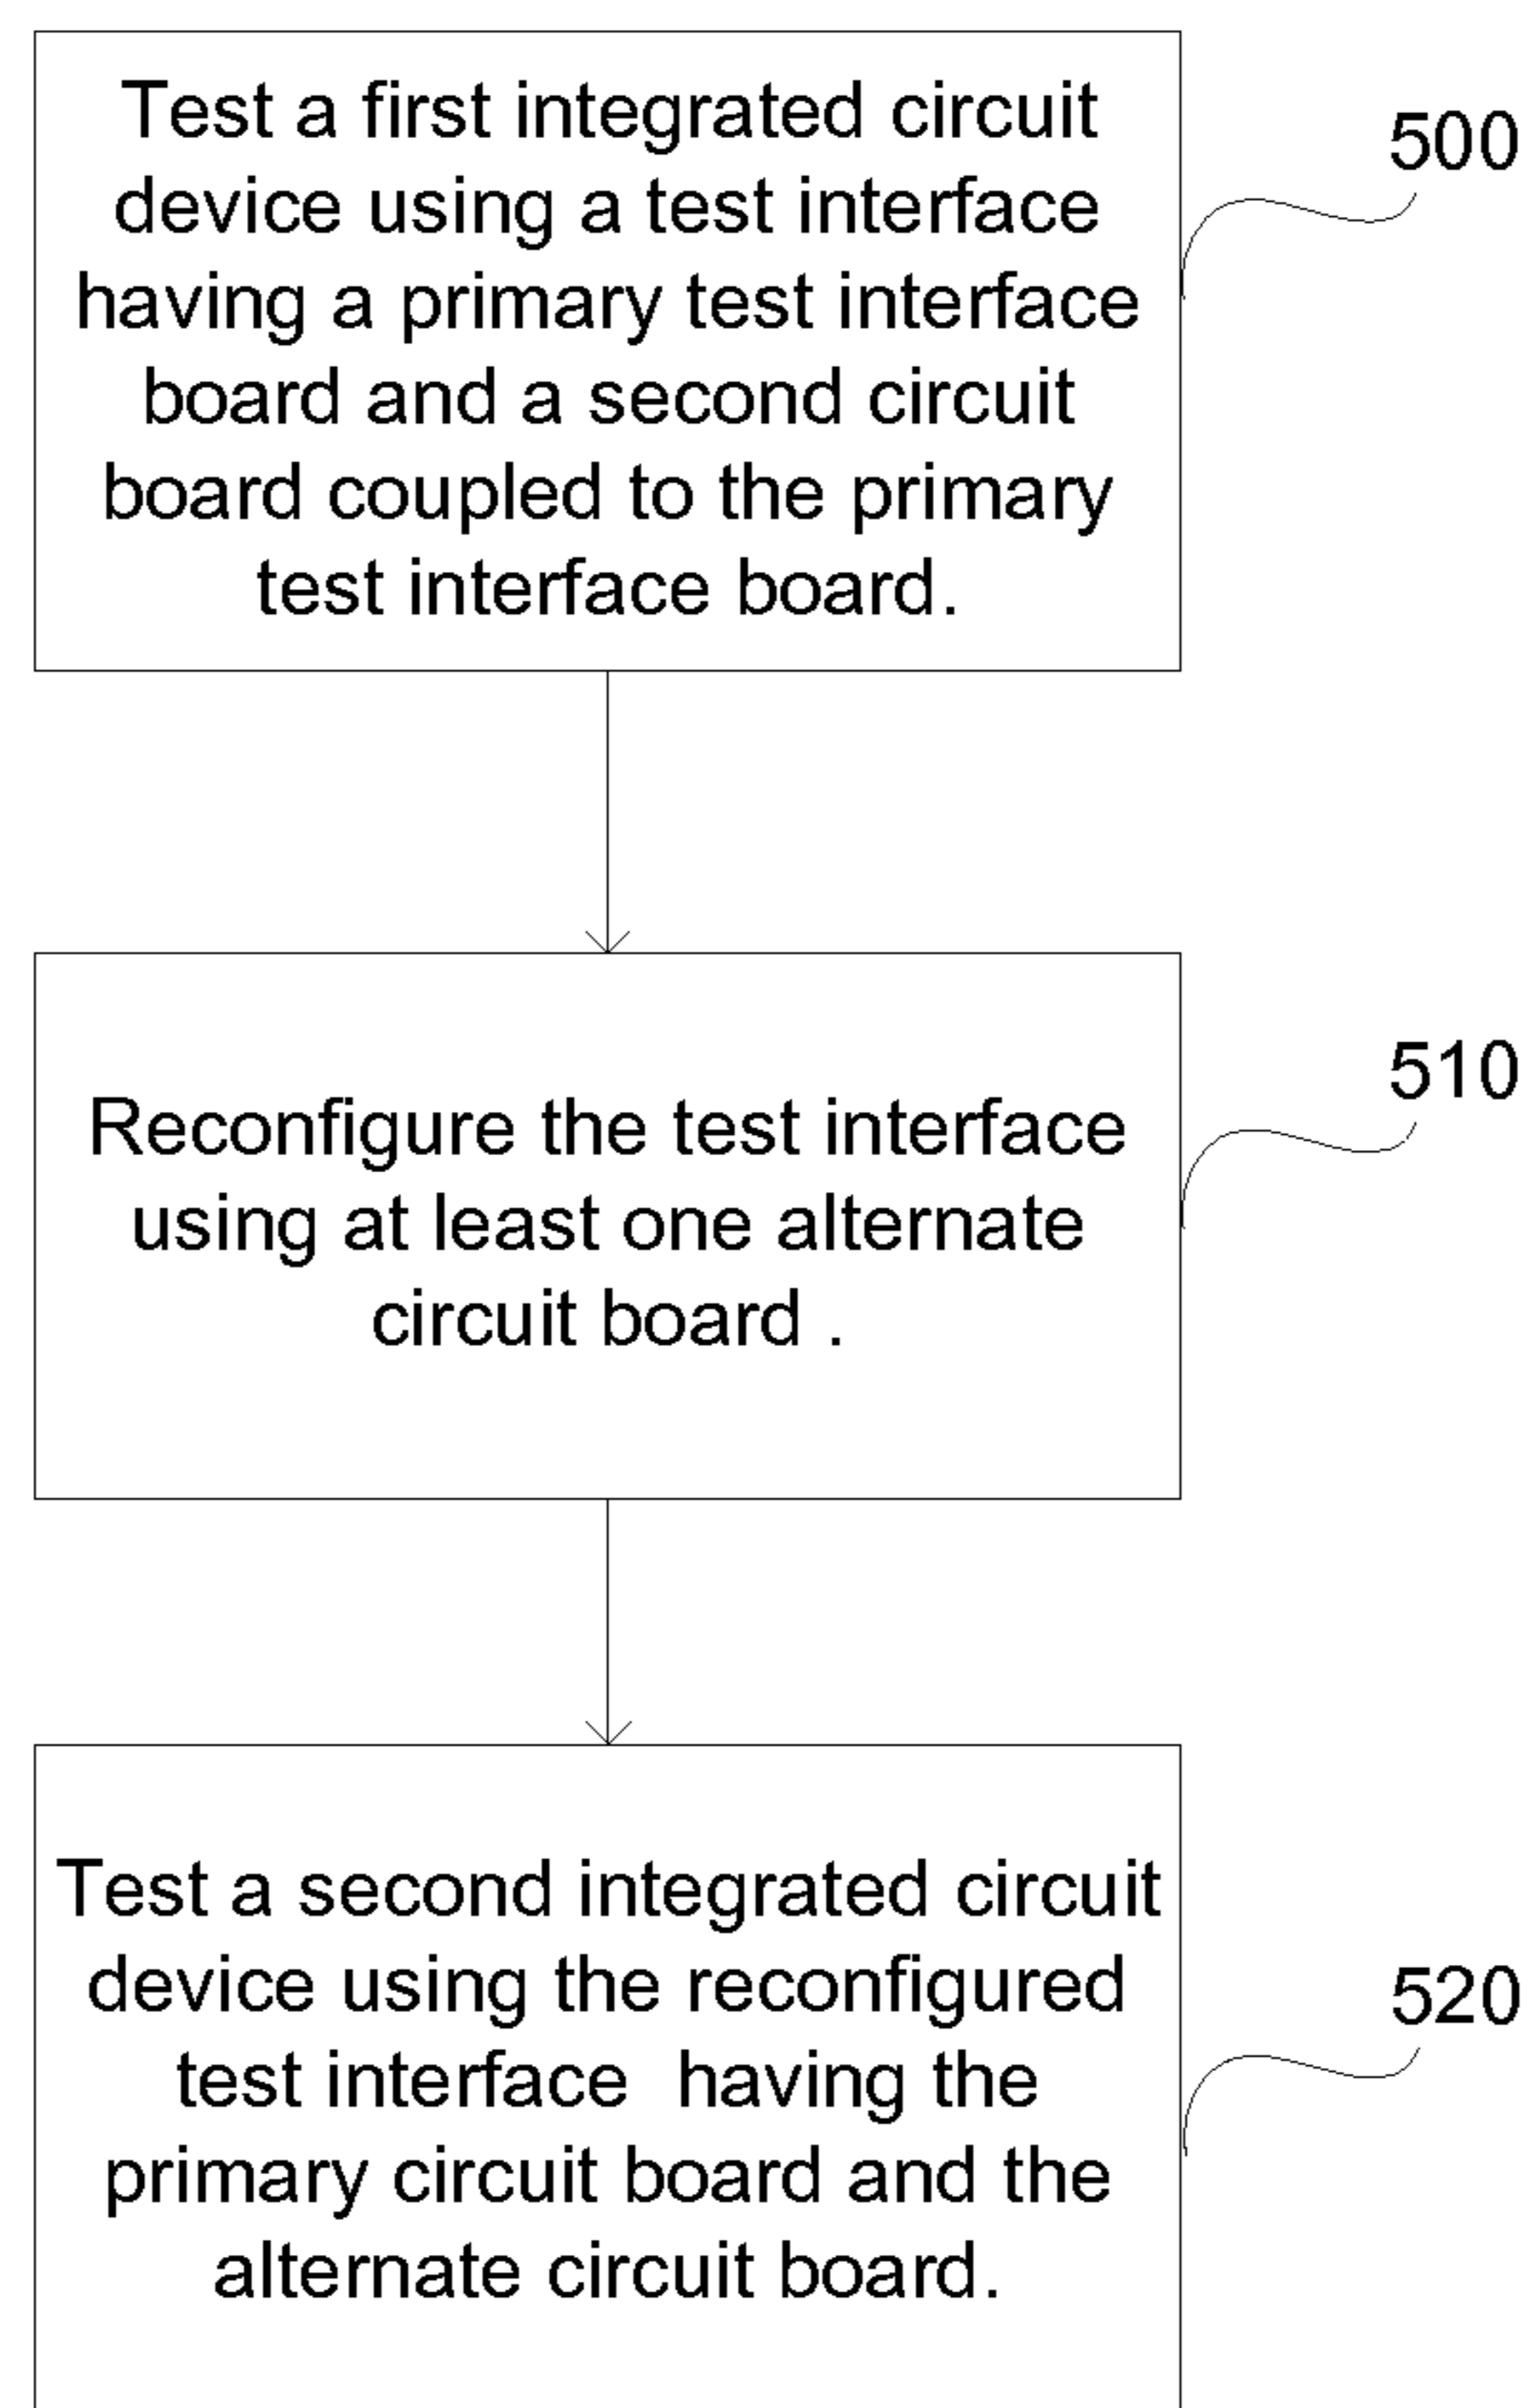 Test a first integrated circuit
device using a test interface
having a primary test interface
board and a second circuit
board coupled to the primary
test interface board.
500
Reconfigure the test interface
using at least one alternate
circuit board .
510
Test a second integrated circuit
device using the reconfigured
test interface  having the
primary circuit board and the
alternate circuit board.
520